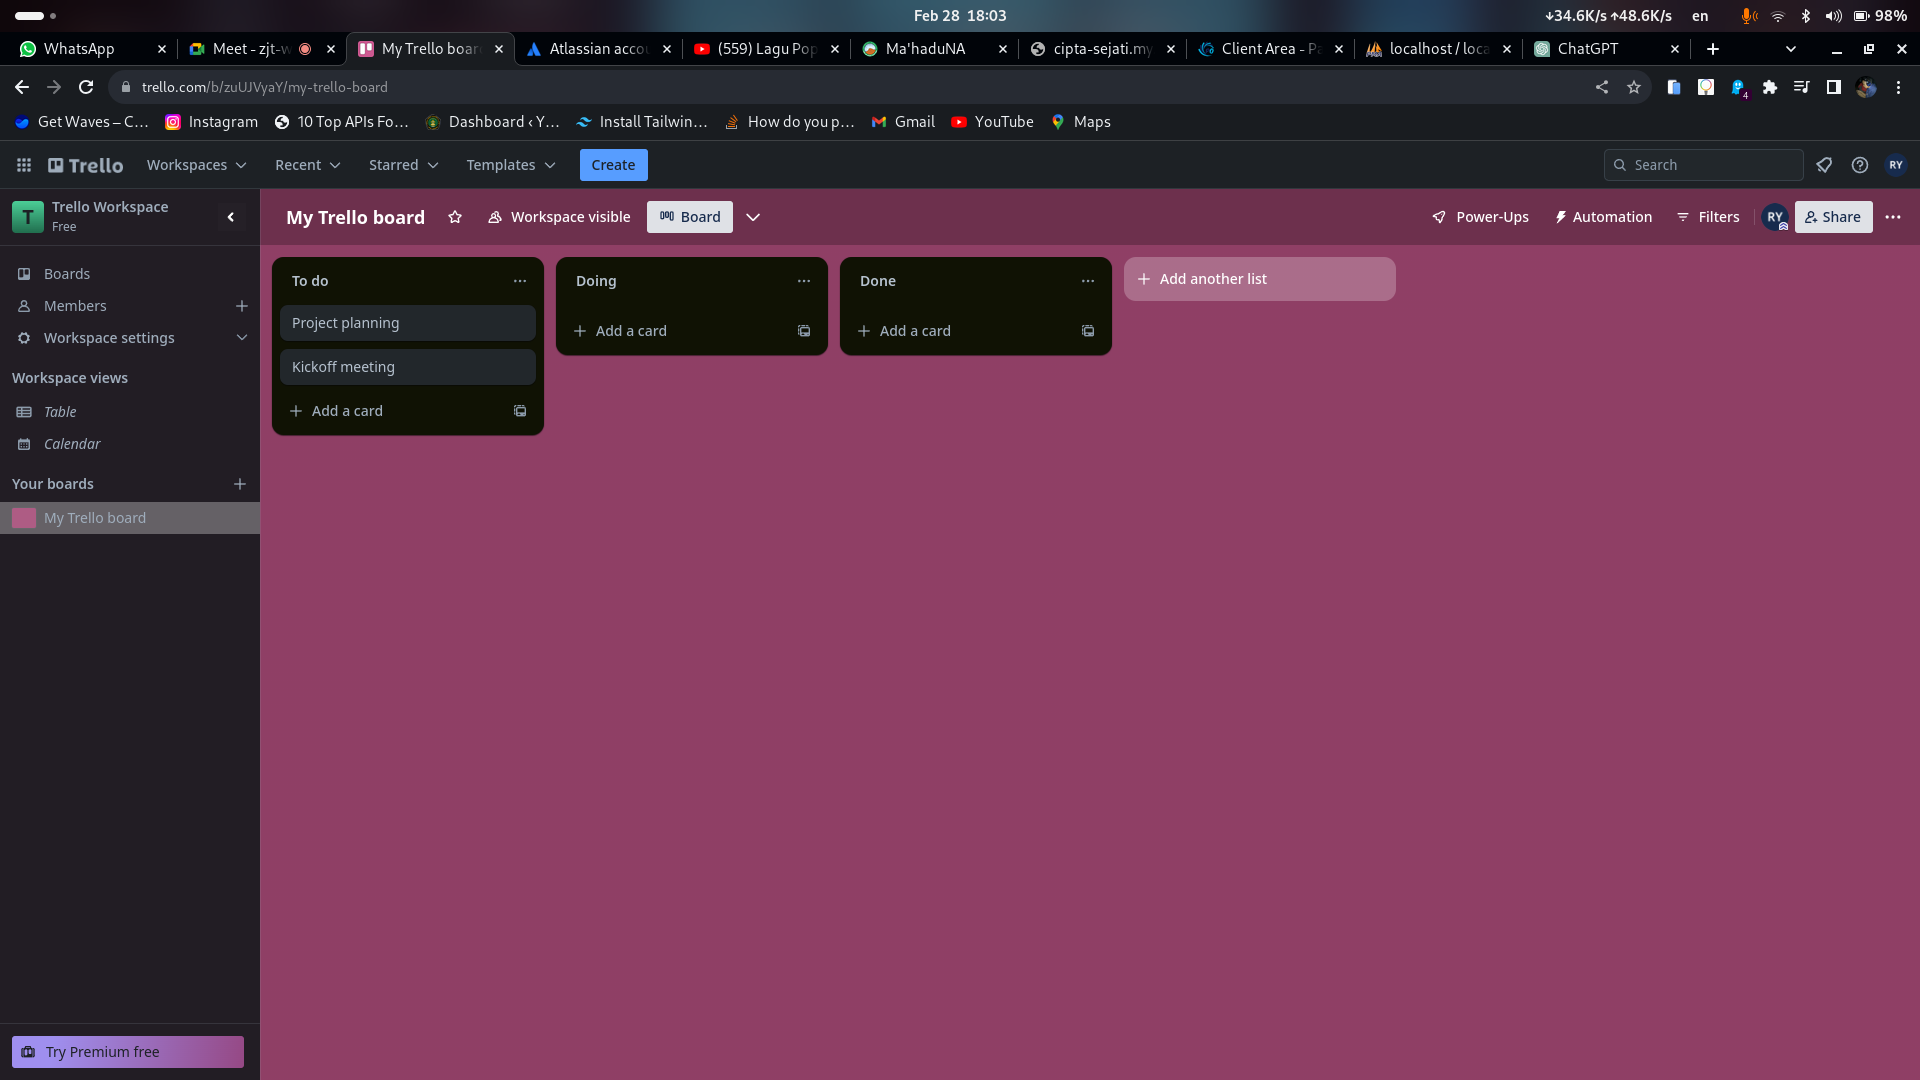 Feb 28 18:03
↓34.6K/s ↑48.6K/s en 98%
WhatsApp
Meet - zjt-w
My Trello board
Atlassian accou
(559) Lagu Pop
Ma'haduNA
cipta-sejati.my
Client Area - Pa
localhost / loca
ChatGPT
trello.com/b/zuUJVyaY/my-trello-board
4
Get Waves – C…
Instagram
10 Top APIs Fo…
Dashboard ‹ Y…
Install Tailwin…
How do you p…
Gmail
YouTube
Maps
Trello
Workspaces
Recent
Starred
Templates
Create
Search
RY
T
Trello Workspace
Free
My Trello board
Workspace visible
Board
Power-Ups
Automation
Filters
RY
Share
Boards
Members
Workspace settings
Workspace views
Table
Calendar
Your boards
My Trello board
To do
Project planning
Kickoff meeting
Add a card
Doing
Add a card
Done
Add a card
Add another list
Try Premium free